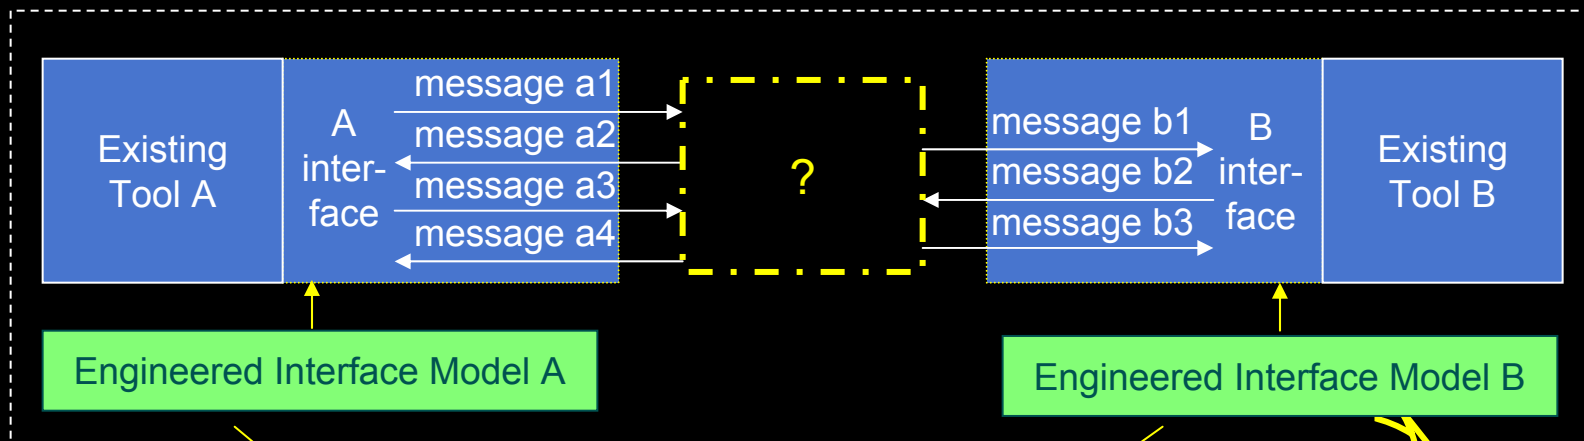 Existing
Tool A
A
inter-
face
message a1
message a2
message a3
message a4
?
message b1
message b2
message b3
B
inter-
face
Existing
Tool B
Engineered Interface Model A
Engineered Interface Model B